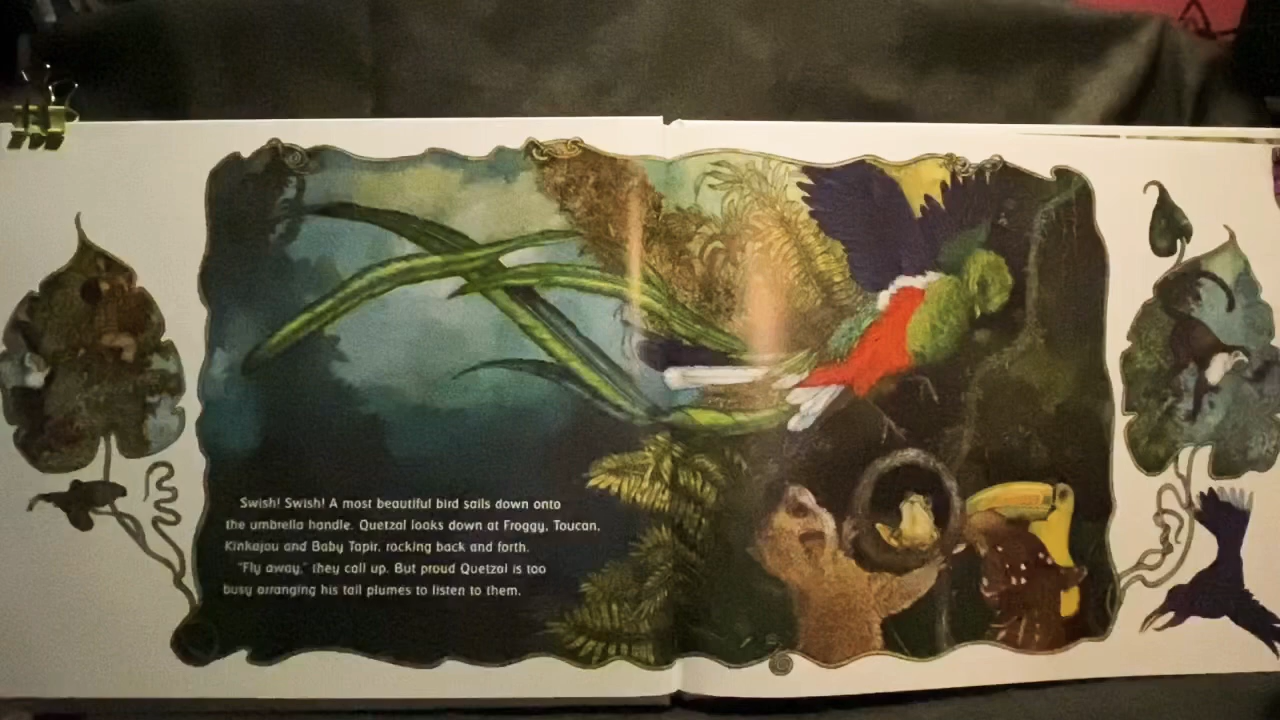 Swish! Swish! A most beautiful bird sails down onto
the umbrella handle. Quetzal looks down at Froggy, Toucan,
Kinkajou and Baby Tapir, rocking back and forth.
"Fly away," they call up. But proud Quetzal is too
busy arranging his tail plumes to listen to them.